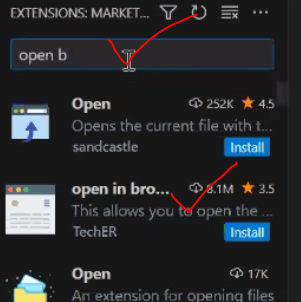 EXTENSIONS: MARKET...
open b
Open 252K 4.5
Opens the current file with t...
sandcastle Install
open in bro... 8.1M 3.5
This allows you to open the ...
TechER Install
Open 17K
An extension for opening files